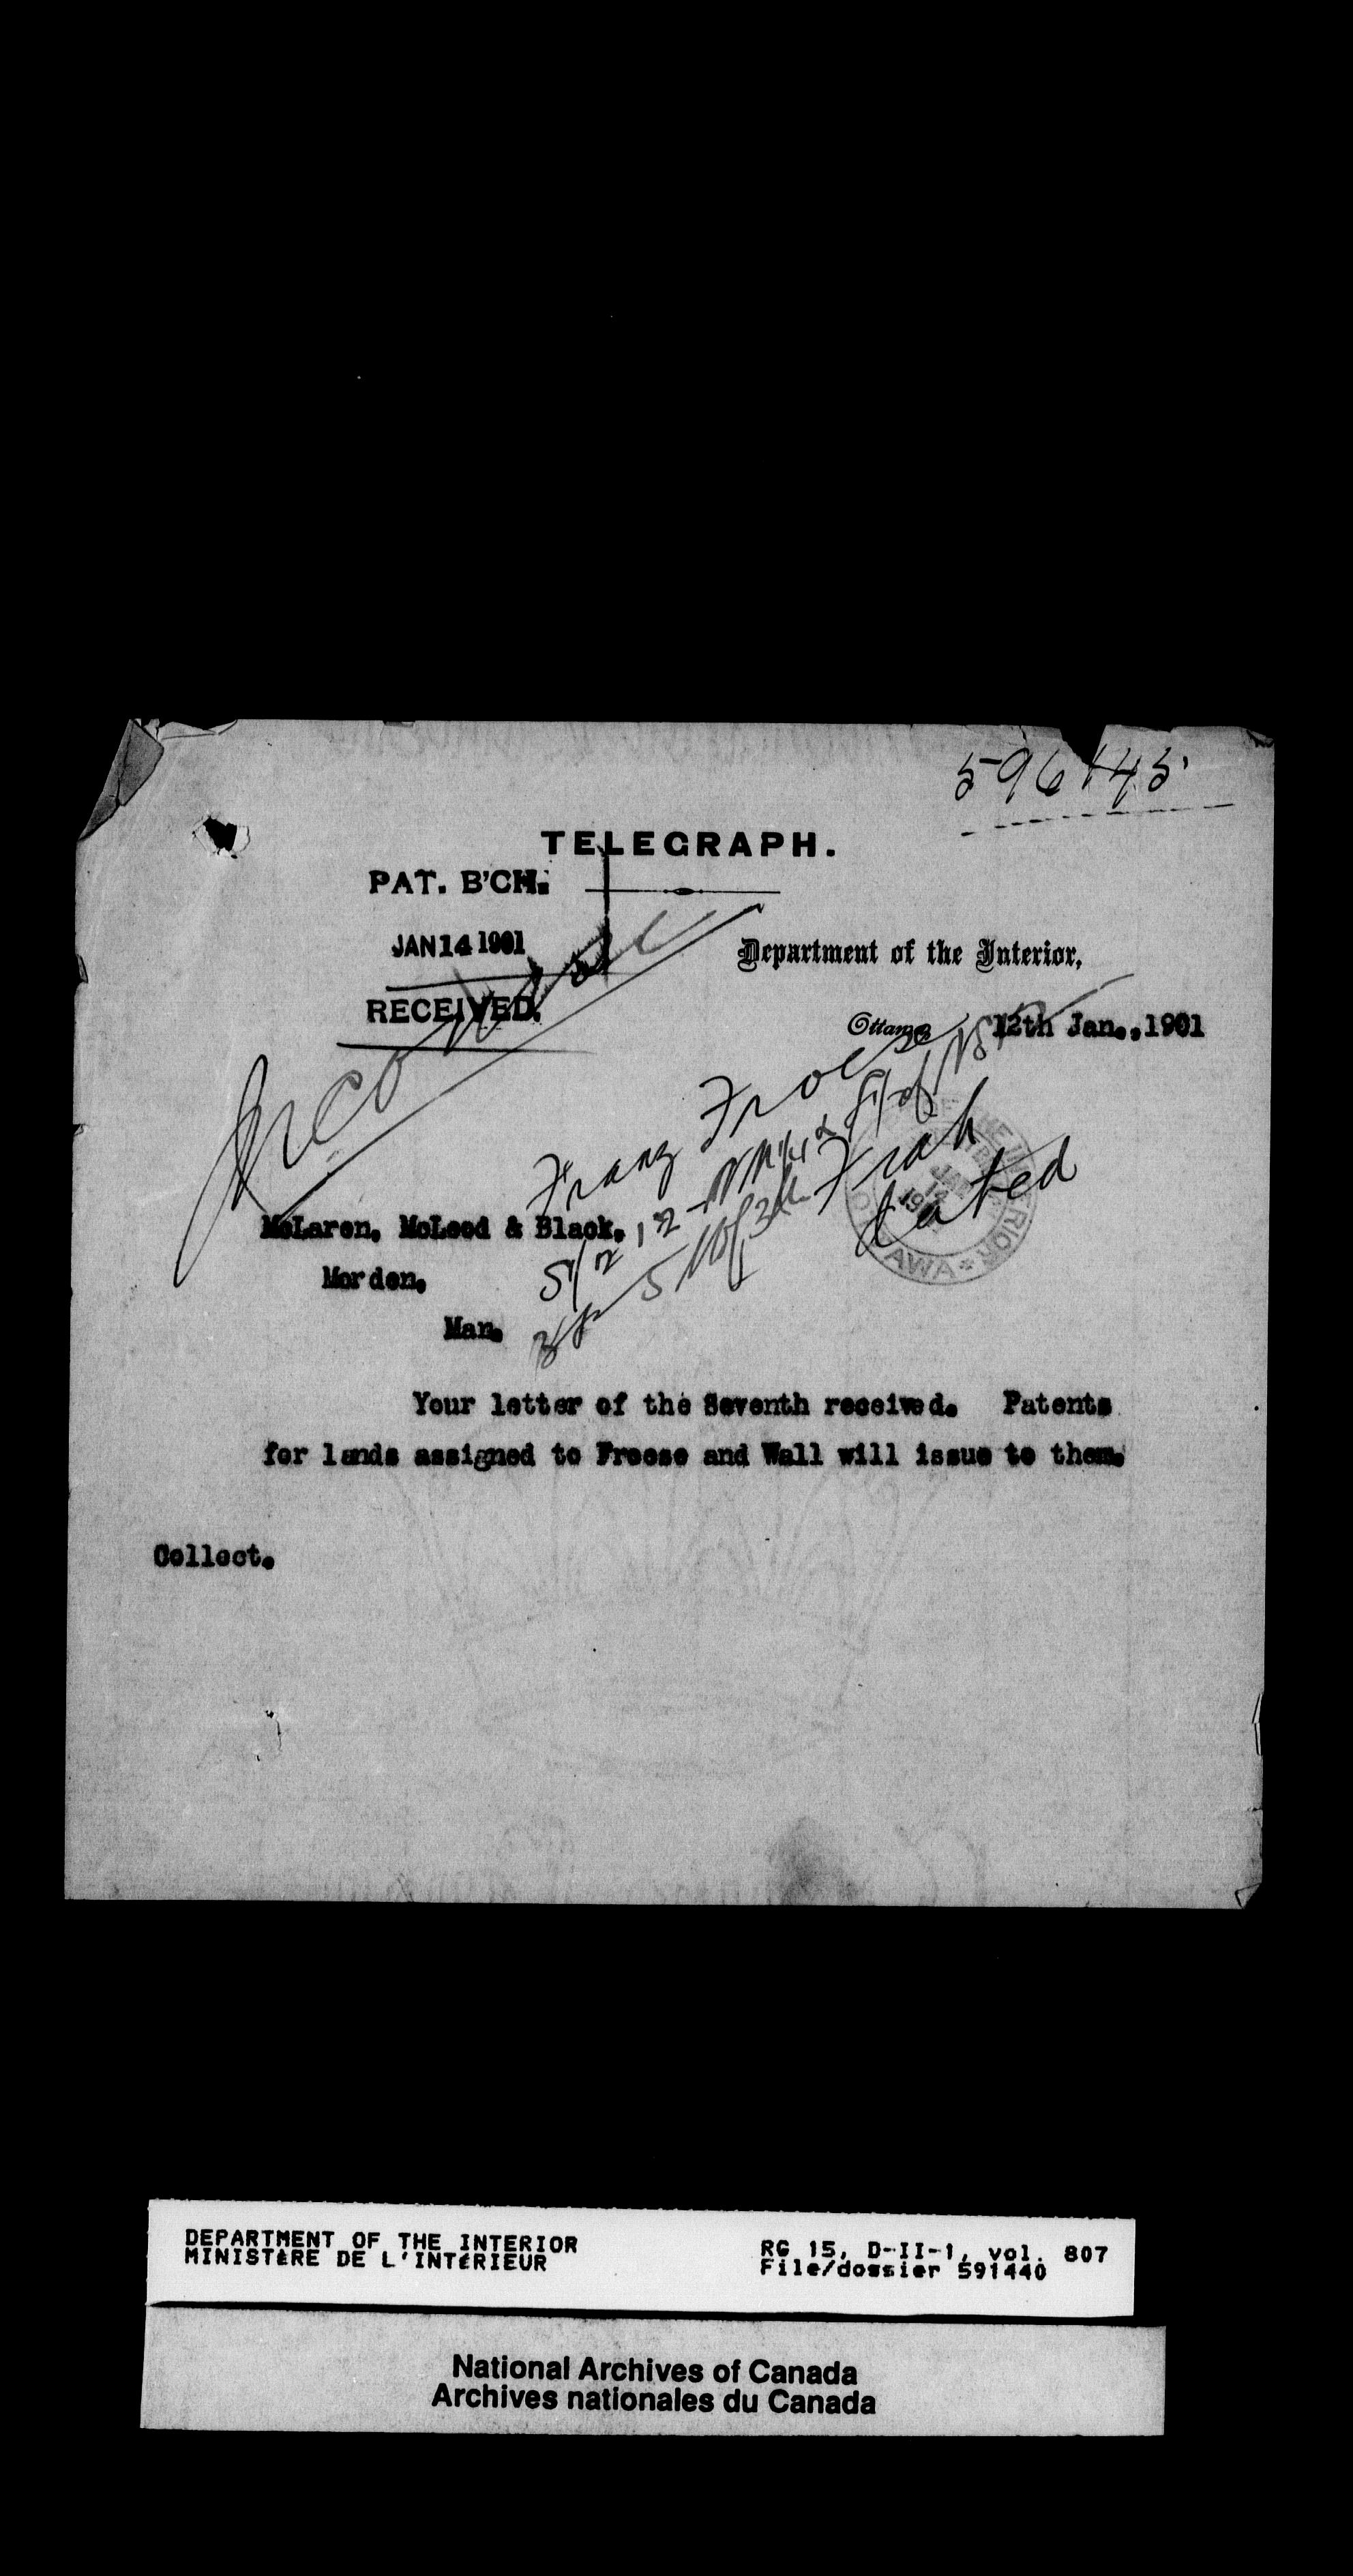 596145
TELEGRAPH.
PAT. B'CH.
JAN 14 1901
RECEIVED.
Department of the Interior,
Ottawa, 12th Jan., 1901
Franz Froese
McLaren, McLeod & Black,
Morden,
Man.
Your letter of the Seventh received. Patents
for lands assigned to Froese and Wall will issue to them.
Collect.
DEPARTMENT OF THE INTERIOR
MINISTÈRE DE L'INTÉRIEUR
RG 15, D-II-1, vol. 807
File/dossier 591440
National Archives of Canada
Archives nationales du Canada